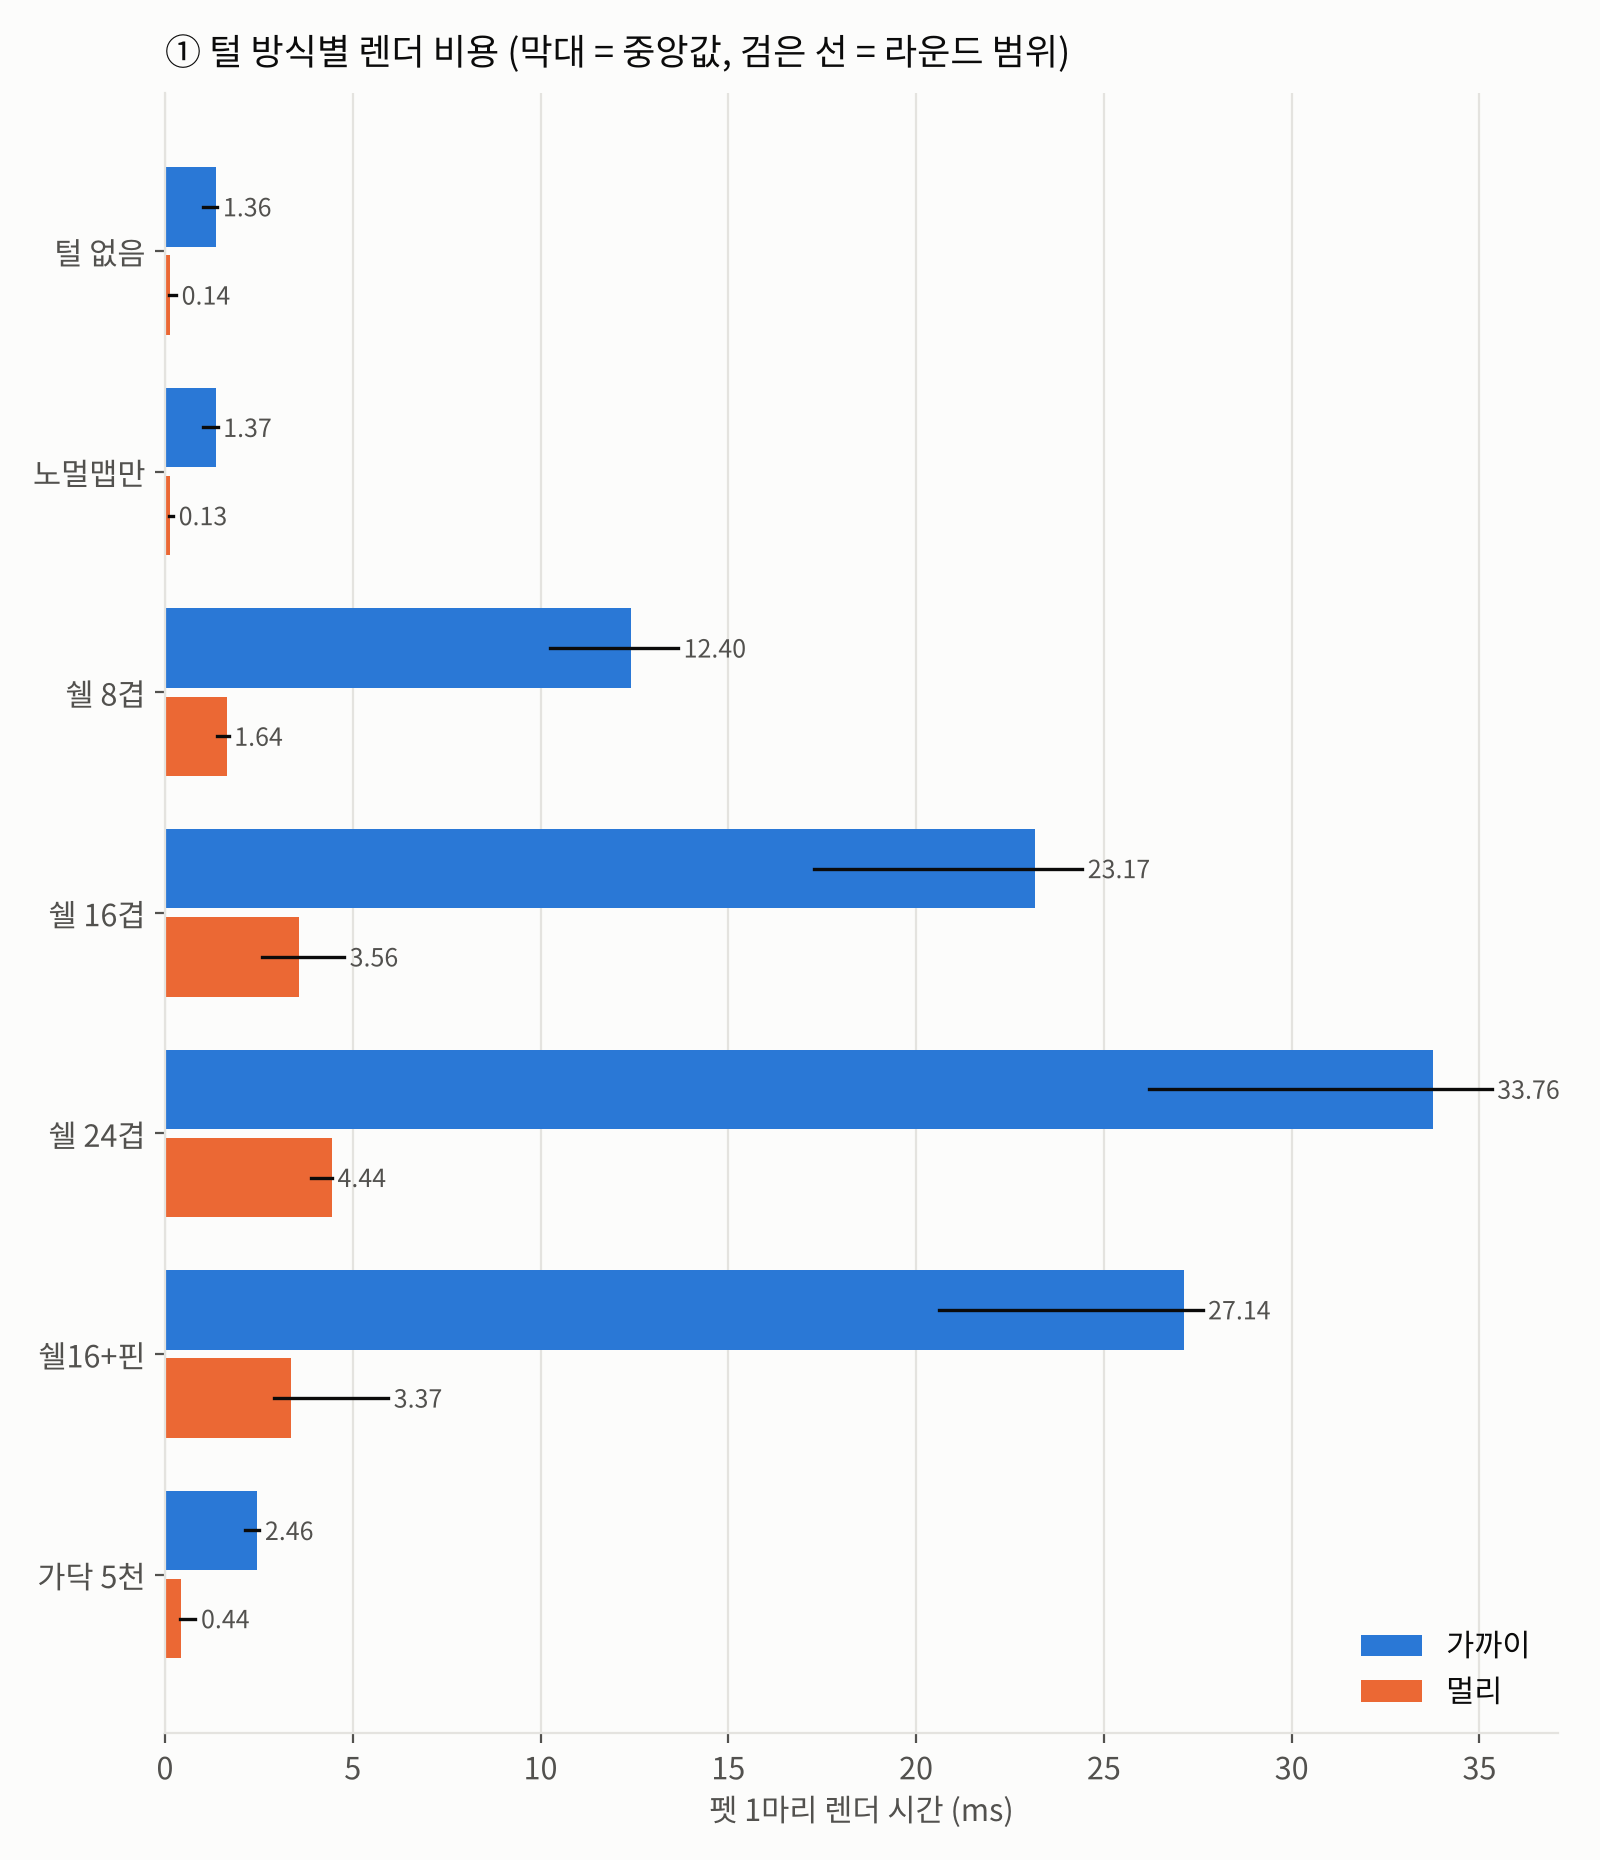 ① 털 방식별 렌더 비용 (막대 = 중앙값, 검은 선 = 라운드 범위)
털 없음
1.36
0.14
노멀맵만
1.37
0.13
쉘 8겹
12.40
1.64
쉘 16겹
23.17
3.56
쉘 24겹
33.76
4.44
쉘16+핀
27.14
3.37
가닥 5천
2.46
0.44
가까이
멀리
0 5 10 15 20 25 30 35
펫 1마리 렌더 시간 (ms)